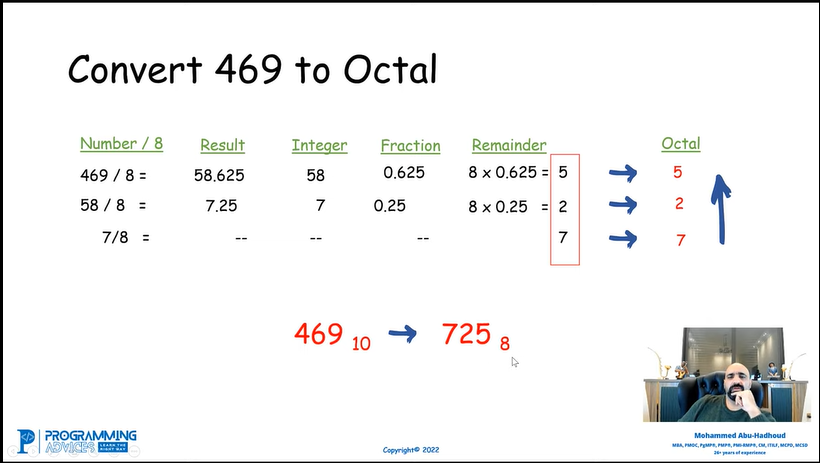 Convert 469 to Octal
Number / 8 Result Integer Fraction Remainder Octal
469 / 8 = 58.625 58 0.625 8 x 0.625 = 5 5
58 / 8 = 7.25 7 0.25 8 x 0.25 = 2 2
7/8 = -- -- -- 7 7
469 10 725 8
Mohammed Abu-Hadhoud
MBA, PMOC, PgMP®, PMP®, PMI-RMP®, CM, ITILF, MCPD, MCSD
26+ years of experience
PROGRAMMING
ADVICES LEARN THE RIGHT WAY
Copyright© 2022